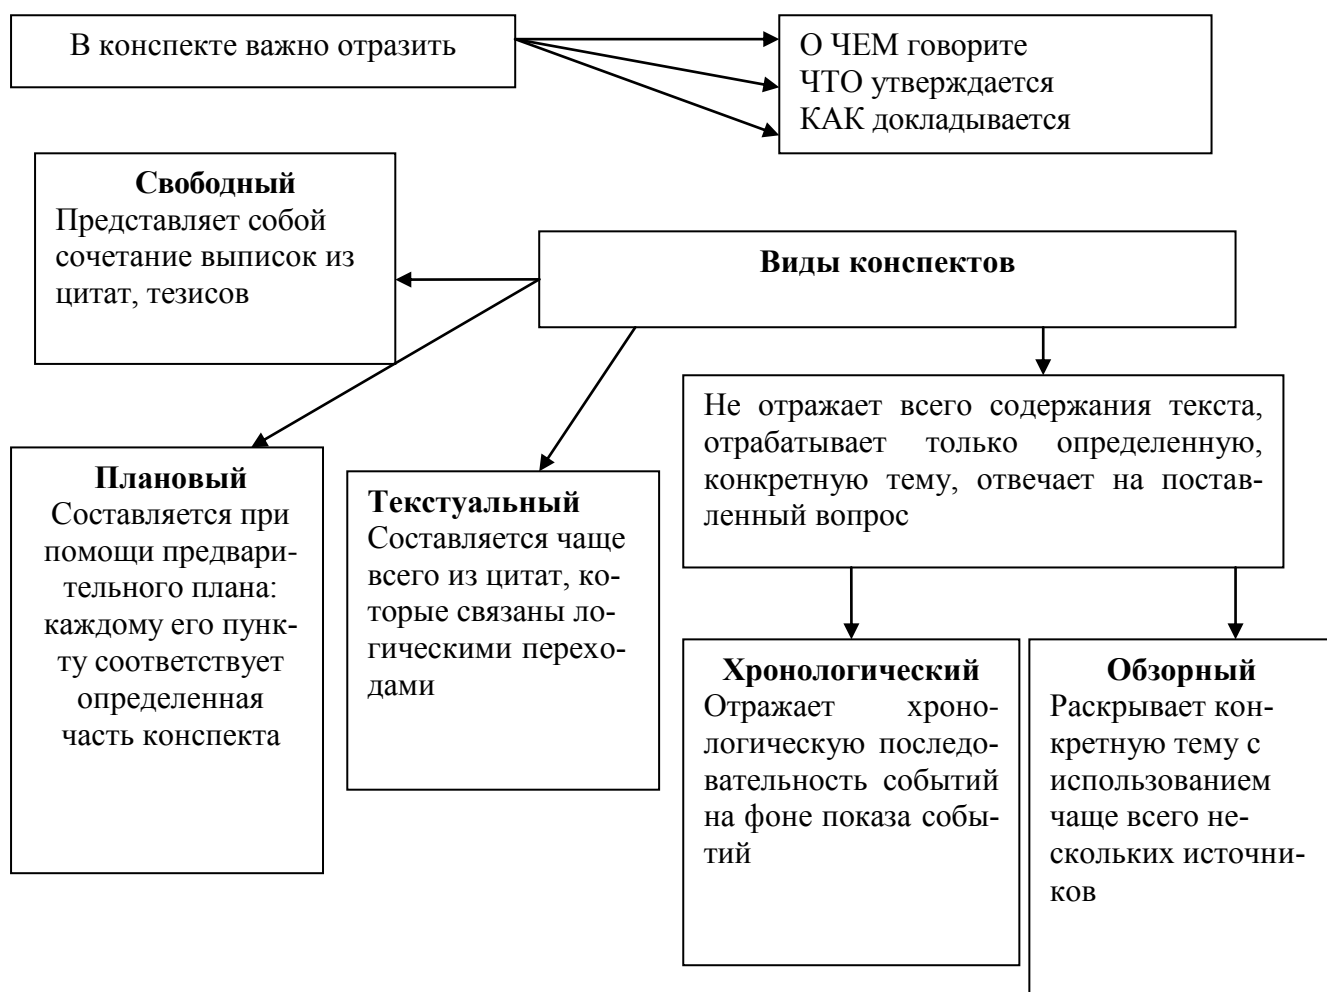 В конспекте важно отразить
О ЧЕМ говорите
ЧТО утверждается
КАК докладывается
Свободный
Представляет собой
сочетание выписок из
цитат, тезисов
Виды конспектов
Не отражает всего содержания текста,
отрабатывает только определенную,
конкретную тему, отвечает на постав-
ленный вопрос
Плановый
Составляется при
помощи предвари-
тельного плана:
каждому его пунк-
ту соответствует
определенная
часть конспекта
Текстуальный
Составляется чаще
всего из цитат, ко-
торые связаны ло-
гическими перехо-
дами
Хронологический
Отражает хроно-
логическую последо-
вательность событий
на фоне показа собы-
тий
Обзорный
Раскрывает кон-
кретную тему с
использованием
чаще всего не-
скольких источни-
ков